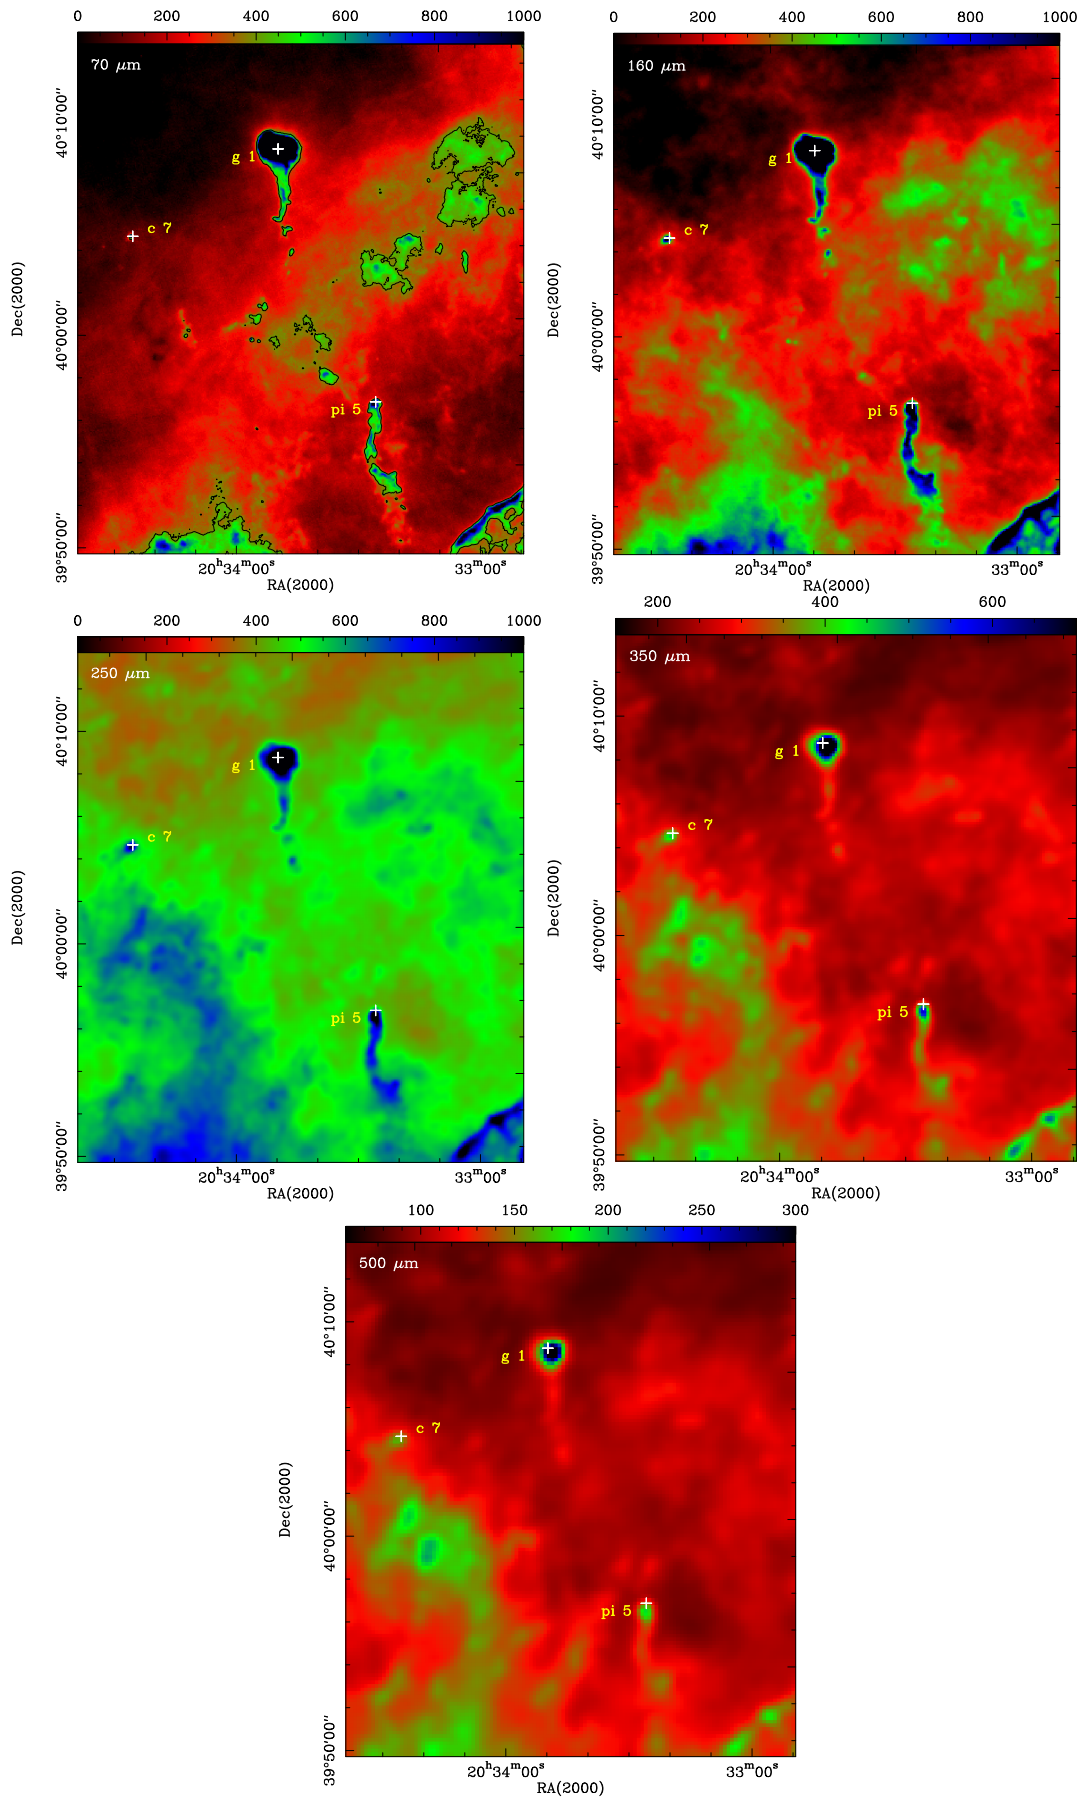 0 200 400 600 800 1000
70 μm
g 1
c 7
pi 5
40°10'00''
40°00'00''
39°50'00''
Dec(2000)
20h34m00s 33m00s
RA(2000)
0 200 400 600 800 1000
160 μm
g 1
c 7
pi 5
40°10'00''
40°00'00''
39°50'00''
Dec(2000)
20h34m00s 33m00s
RA(2000)
0 200 400 600 800 1000
250 μm
g 1
c 7
pi 5
40°10'00''
40°00'00''
39°50'00''
Dec(2000)
20h34m00s 33m00s
RA(2000)
200 400 600
350 μm
g 1
c 7
pi 5
40°10'00''
40°00'00''
39°50'00''
Dec(2000)
20h34m00s 33m00s
RA(2000)
100 150 200 250 300
500 μm
g 1
c 7
pi 5
40°10'00''
40°00'00''
39°50'00''
Dec(2000)
20h34m00s 33m00s
RA(2000)